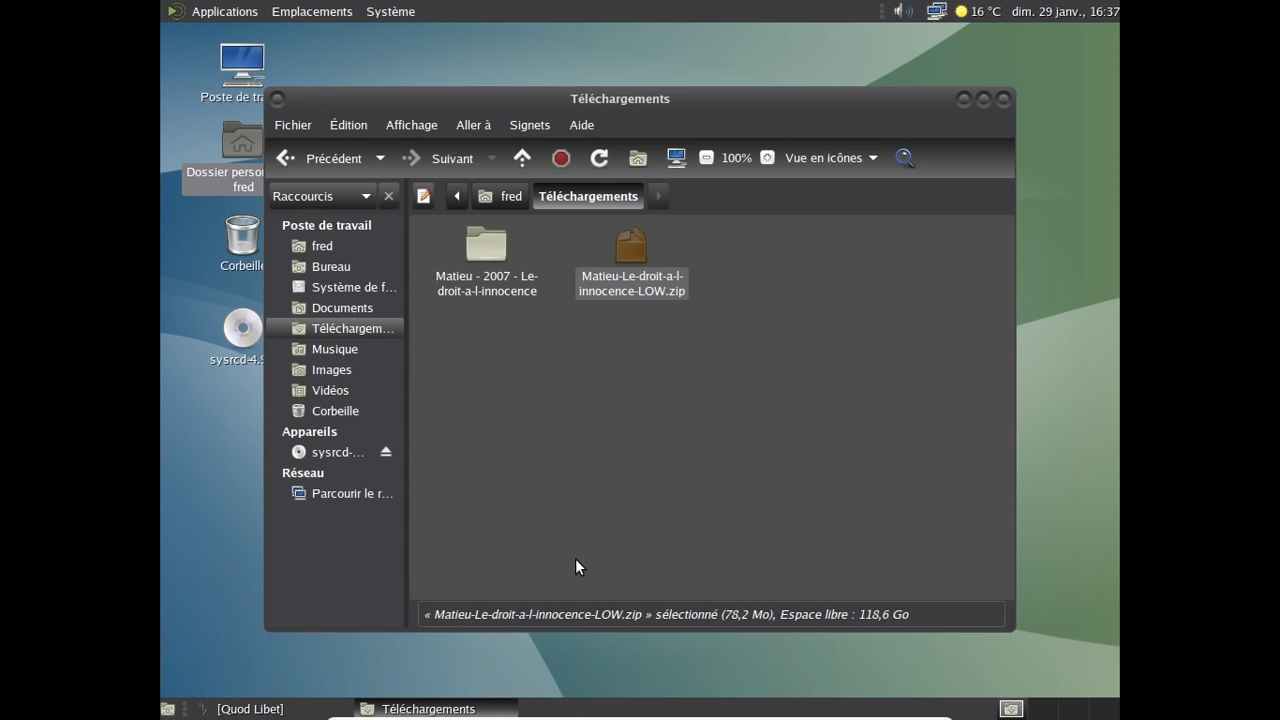 Applications Emplacements Système 16 °C dim. 29 janv., 16:37
Poste de tra
Dossier perso
fred
Corbeille
sysrcd-4.
Téléchargements
Fichier Édition Affichage Aller à Signets Aide
Précédent Suivant 100% Vue en icônes
Raccourcis fred Téléchargements
Poste de travail
fred
Bureau
Système de f…
Documents
Téléchargem…
Musique
Images
Vidéos
Corbeille
Appareils
sysrcd-…
Réseau
Parcourir le r…
Matieu - 2007 - Le-
droit-a-l-innocence
Matieu-Le-droit-a-l-
innocence-LOW.zip
« Matieu-Le-droit-a-l-innocence-LOW.zip » sélectionné (78,2 Mo), Espace libre : 118,6 Go
[Quod Libet] Téléchargements